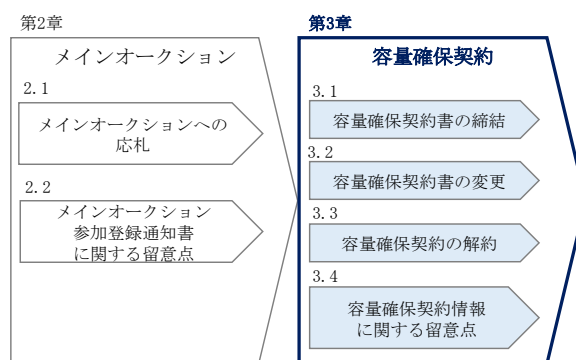 第2章
メインオークション
2.1
メインオークションへの
応札
2.2
メインオークション
参加登録通知書
に関する留意点
第3章
容量確保契約
3.1
容量確保契約書の締結
3.2
容量確保契約書の変更
3.3
容量確保契約の解約
3.4
容量確保契約情報
に関する留意点